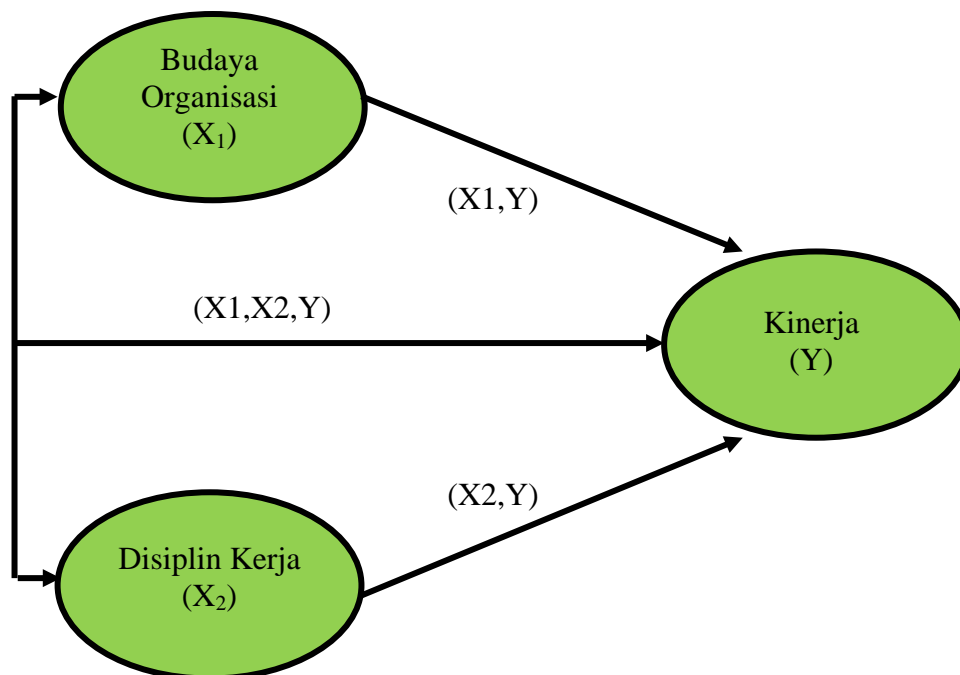 Budaya
Organisasi
(X₁)
(X1,Y)
(X1,X2,Y)
Kinerja
(Y)
(X2,Y)
Disiplin Kerja
(X₂)